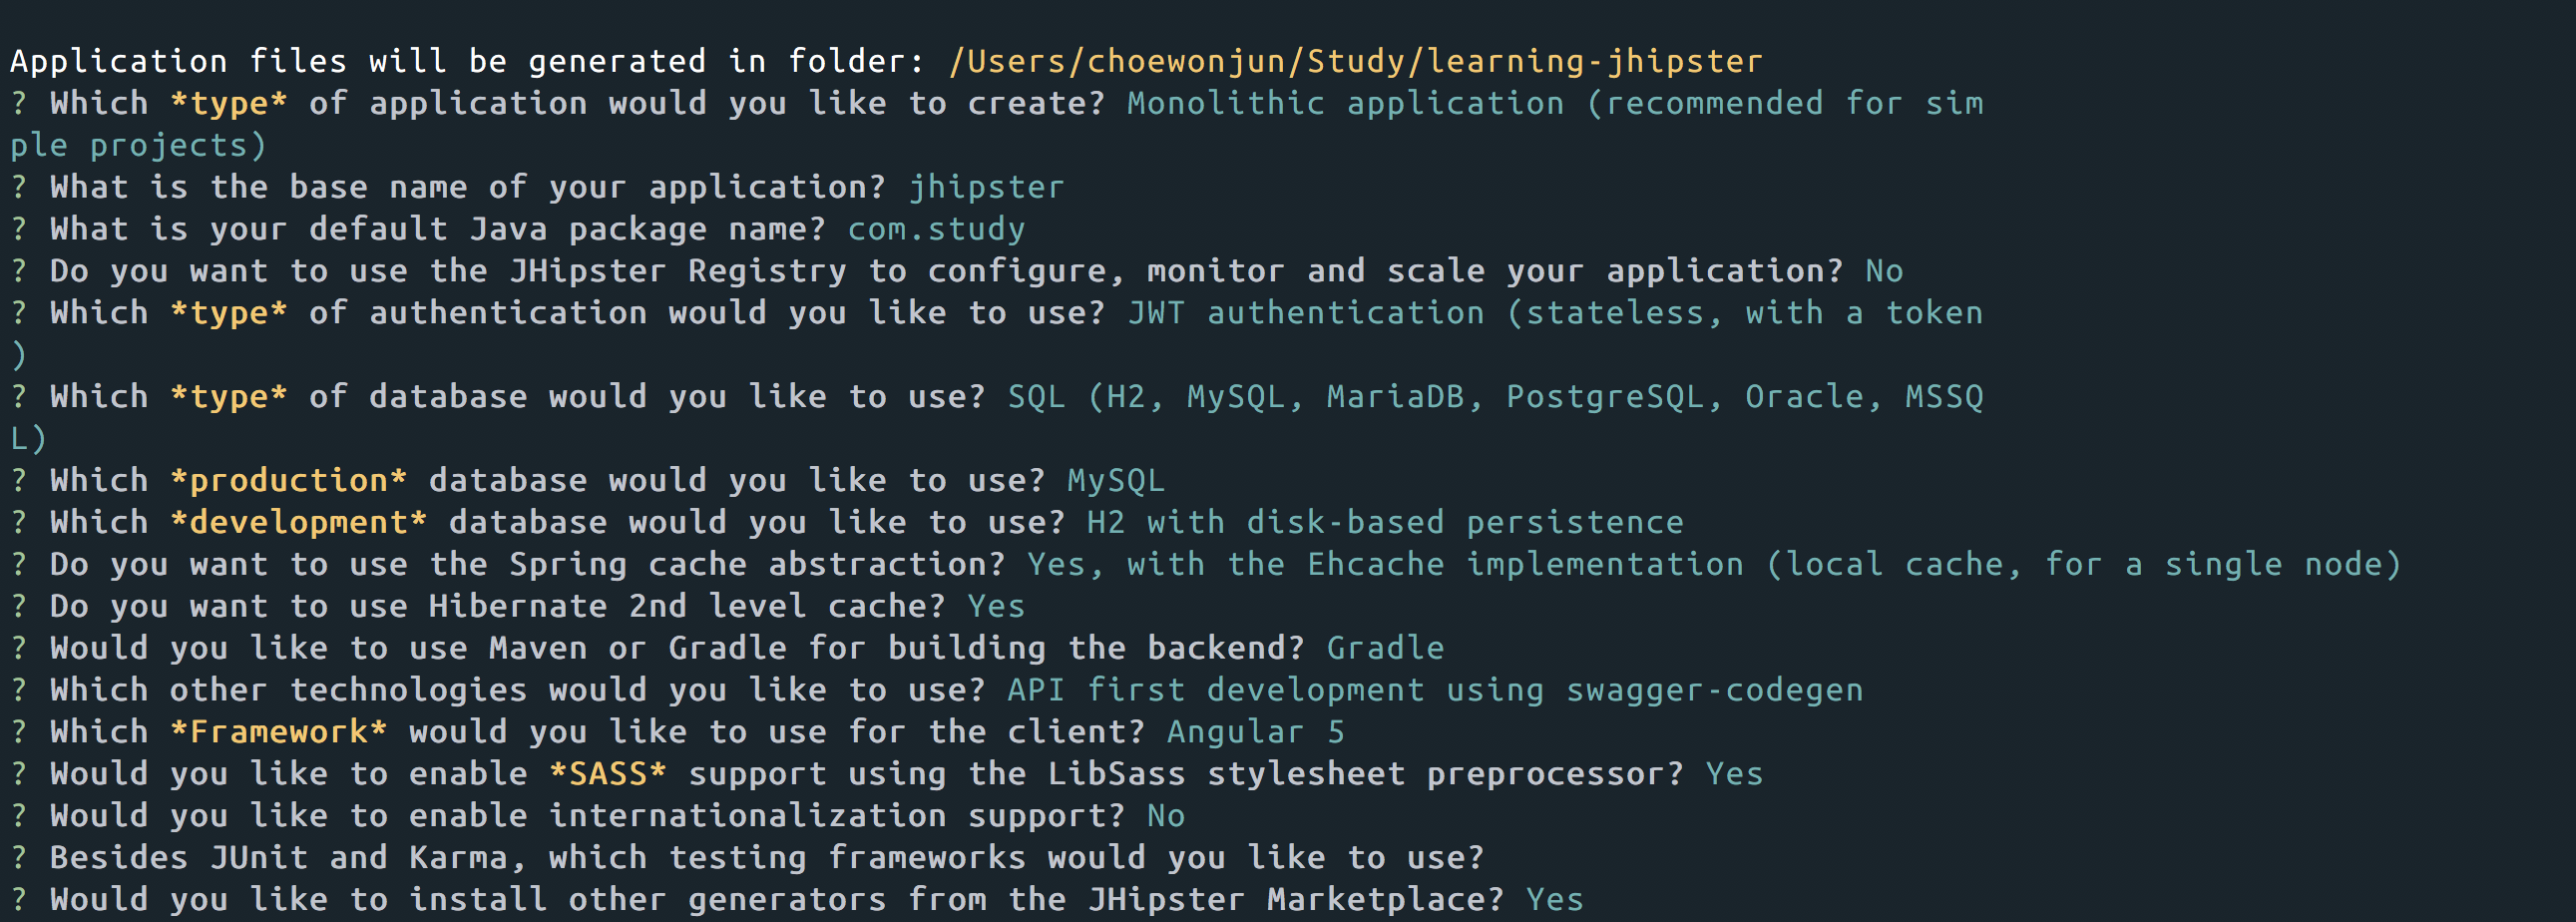 Application files will be generated in folder: /Users/choewonjun/Study/learning-jhipster
? Which *type* of application would you like to create? Monolithic application (recommended for sim
ple projects)
? What is the base name of your application? jhipster
? What is your default Java package name? com.study
? Do you want to use the JHipster Registry to configure, monitor and scale your application? No
? Which *type* of authentication would you like to use? JWT authentication (stateless, with a token
)
? Which *type* of database would you like to use? SQL (H2, MySQL, MariaDB, PostgreSQL, Oracle, MSSQ
L)
? Which *production* database would you like to use? MySQL
? Which *development* database would you like to use? H2 with disk-based persistence
? Do you want to use the Spring cache abstraction? Yes, with the Ehcache implementation (local cache, for a single node)
? Do you want to use Hibernate 2nd level cache? Yes
? Would you like to use Maven or Gradle for building the backend? Gradle
? Which other technologies would you like to use? API first development using swagger-codegen
? Which *Framework* would you like to use for the client? Angular 5
? Would you like to enable *SASS* support using the LibSass stylesheet preprocessor? Yes
? Would you like to enable internationalization support? No
? Besides JUnit and Karma, which testing frameworks would you like to use?
? Would you like to install other generators from the JHipster Marketplace? Yes